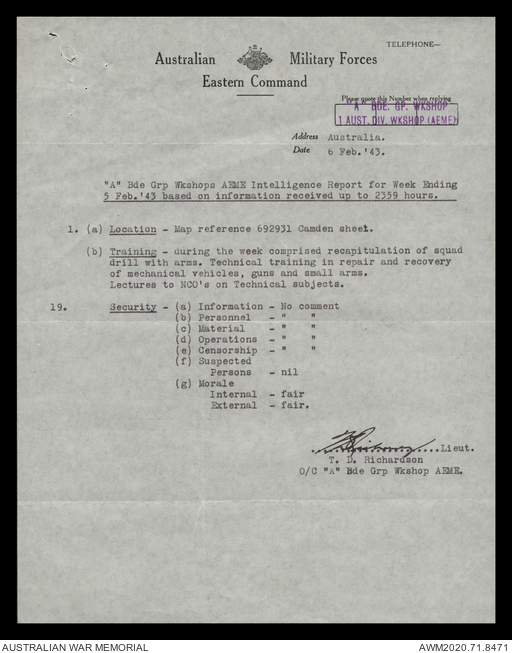 TELEPHONE—
Australian Military Forces
Eastern Command
Please quote this Number when replying
"A" BDE. GP. WKSHOP
1 AUST. DIV. WKSHOP (AEME)
Address Australia.
Date 6 Feb.'43.
"A" Bde Grp Wkshops AEME Intelligence Report for Week Ending
5 Feb.'43 based on information received up to 2359 hours.
1. (a) Location - Map reference 692931 Camden sheet.
(b) Training - during the week comprised recapitulation of squad
drill with arms. Technical training in repair and recovery
of mechanical vehicles, guns and small arms.
Lectures to NCO's on Technical subjects.
19. Security - (a) Information - No comment
(b) Personnel - " "
(c) Material - " "
(d) Operations - " "
(e) Censorship - " "
(f) Suspected
Persons - nil
(g) Morale
Internal - fair
External - fair.
Lieut.
T. D. Richardson
O/C "A" Bde Grp Wkshop AEME.
AUSTRALIAN WAR MEMORIAL
AWM2020.71.8471